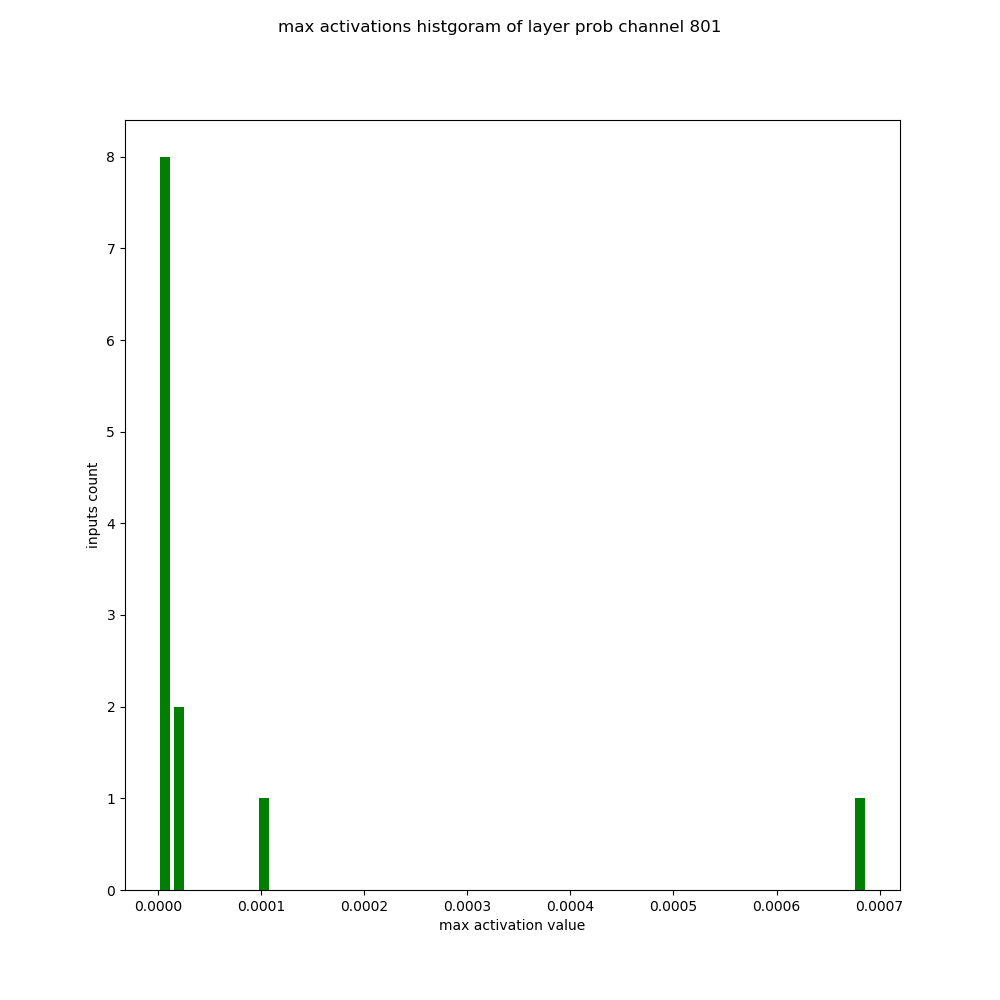 max activations histgoram of layer prob channel 801
8
7
6
5
4
3
2
1
0
inputs count
0.0000 0.0001 0.0002 0.0003 0.0004 0.0005 0.0006 0.0007
max activation value